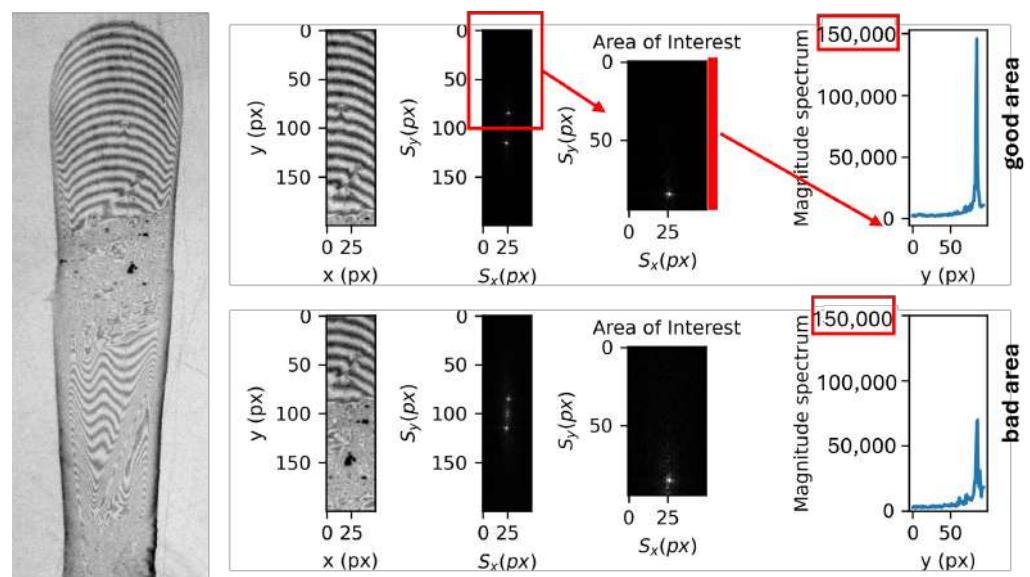 0
50
100
150
y (px)
0 25
x (px)
0
50
100
150
Sy(px)
0 25
Sx(px)
Area of Interest
0
50
Sy(px)
0
25
Sx(px)
150,000
100,000
50,000
0
Magnitude spectrum
0 50
y (px)
good area
0
50
100
150
y (px)
0 25
x (px)
0
50
100
150
Sy(px)
0 25
Sx(px)
Area of Interest
0
50
Sy(px)
0
25
Sx(px)
150,000
100,000
50,000
0
Magnitude spectrum
0 50
y (px)
bad area